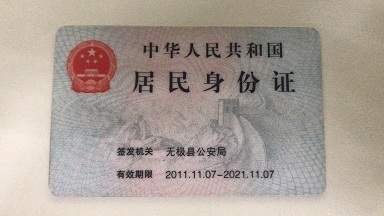 中华人民共和国
居民身份证
签发机关 无极县公安局
有效期限 2011.11.07-2021.11.07